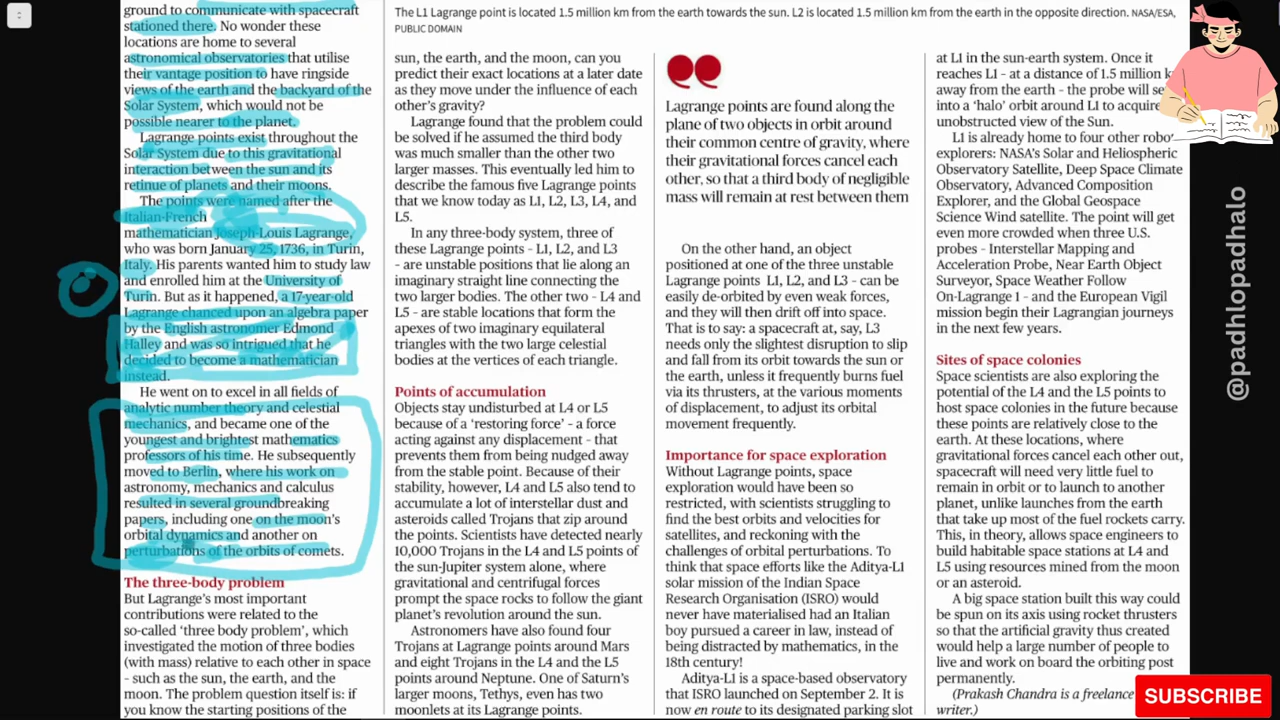 ground to communicate with spacecraft
stationed there. No wonder these
locations are home to several
astronomical observatories that utilise
their vantage position to have ringside
views of the earth and the backyard of the
Solar System, which would not be
possible nearer to the planet.
Lagrange points exist throughout the
Solar System due to this gravitational
interaction between the sun and its
retinue of planets and their moons.
The points were named after the
Italian-French
mathematician Joseph-Louis Lagrange,
who was born January 25, 1736, in Turin,
Italy. His parents wanted him to study law
and enrolled him at the University of
Turin. But as it happened, a 17-year-old
Lagrange chanced upon an algebra paper
by the English astronomer Edmond
Halley and was so intrigued that he
decided to become a mathematician
instead.
He went on to excel in all fields of
analytic number theory and celestial
mechanics, and became one of the
youngest and brightest mathematics
professors of his time. He subsequently
moved to Berlin, where his work on
astronomy, mechanics and calculus
resulted in several groundbreaking
papers, including one on the moon's
orbital dynamics and another on
perturbations of the orbits of comets.
The three-body problem
But Lagrange's most important
contributions were related to the
so-called ‘three body problem’, which
investigated the motion of three bodies
(with mass) relative to each other in space
- such as the sun, the earth, and the
moon. The problem question itself is: if
you know the starting positions of the
The L1 Lagrange point is located 1.5 million km from the earth towards the sun. L2 is located 1.5 million km from the earth in the opposite direction. NASA/ESA,
PUBLIC DOMAIN
sun, the earth, and the moon, can you
predict their exact locations at a later date
as they move under the influence of each
other's gravity?
Lagrange found that the problem could
be solved if he assumed the third body
was much smaller than the other two
larger masses. This eventually led him to
describe the famous five Lagrange points
that we know today as L1, L2, L3, L4, and
L5.
In any three-body system, three of
these Lagrange points - L1, L2, and L3
- are unstable positions that lie along an
imaginary straight line connecting the
two larger bodies. The other two - L4 and
L5 - are stable locations that form the
apexes of two imaginary equilateral
triangles with the two large celestial
bodies at the vertices of each triangle.
Points of accumulation
Objects stay undisturbed at L4 or L5
because of a ‘restoring force’ - a force
acting against any displacement - that
prevents them from being nudged away
from the stable point. Because of their
stability, however, L4 and L5 also tend to
accumulate a lot of interstellar dust and
asteroids called Trojans that zip around
the points. Scientists have detected nearly
10,000 Trojans in the L4 and L5 points of
the sun-Jupiter system alone, where
gravitational and centrifugal forces
prompt the space rocks to follow the giant
planet's revolution around the sun.
Astronomers have also found four
Trojans at Lagrange points around Mars
and eight Trojans in the L4 and the L5
points around Neptune. One of Saturn's
larger moons, Tethys, even has two
moonlets at its Lagrange points.
Lagrange points are found along the
plane of two objects in orbit around
their common centre of gravity, where
their gravitational forces cancel each
other, so that a third body of negligible
mass will remain at rest between them
On the other hand, an object
positioned at one of the three unstable
Lagrange points L1, L2, and L3 - can be
easily de-orbited by even weak forces,
and they will then drift off into space.
That is to say: a spacecraft at, say, L3
needs only the slightest disruption to slip
and fall from its orbit towards the sun or
the earth, unless it frequently burns fuel
via its thrusters, at the various moments
of displacement, to adjust its orbital
movement frequently.
Importance for space exploration
Without Lagrange points, space
exploration would have been so
restricted, with scientists struggling to
find the best orbits and velocities for
satellites, and reckoning with the
challenges of orbital perturbations. To
think that space efforts like the Aditya-L1
solar mission of the Indian Space
Research Organisation (ISRO) would
never have materialised had an Italian
boy pursued a career in law, instead of
being distracted by mathematics, in the
18th century!
Aditya-L1 is a space-based observatory
that ISRO launched on September 2. It is
now en route to its designated parking slot
at L1 in the sun-earth system. Once it
reaches L1 - at a distance of 1.5 million k
away from the earth - the probe will se
into a ‘halo’ orbit around L1 to acquire
unobstructed view of the Sun.
L1 is already home to four other robo
explorers: NASA's Solar and Heliospheric
Observatory Satellite, Deep Space Climate
Observatory, Advanced Composition
Explorer, and the Global Geospace
Science Wind satellite. The point will get
even more crowded when three U.S.
probes - Interstellar Mapping and
Acceleration Probe, Near Earth Object
Surveyor, Space Weather Follow
On-Lagrange 1 - and the European Vigil
mission begin their Lagrangian journeys
in the next few years.
Sites of space colonies
Space scientists are also exploring the
potential of the L4 and the L5 points to
host space colonies in the future because
these points are relatively close to the
earth. At these locations, where
gravitational forces cancel each other out,
spacecraft will need very little fuel to
remain in orbit or to launch to another
planet, unlike launches from the earth
that take up most of the fuel rockets carry.
This, in theory, allows space engineers to
build habitable space stations at L4 and
L5 using resources mined from the moon
or an asteroid.
A big space station built this way could
be spun on its axis using rocket thrusters
so that the artificial gravity thus created
would help a large number of people to
live and work on board the orbiting post
permanently.
(Prakash Chandra is a freelance
writer.)
@padhlopadhalo
SUBSCRIBE